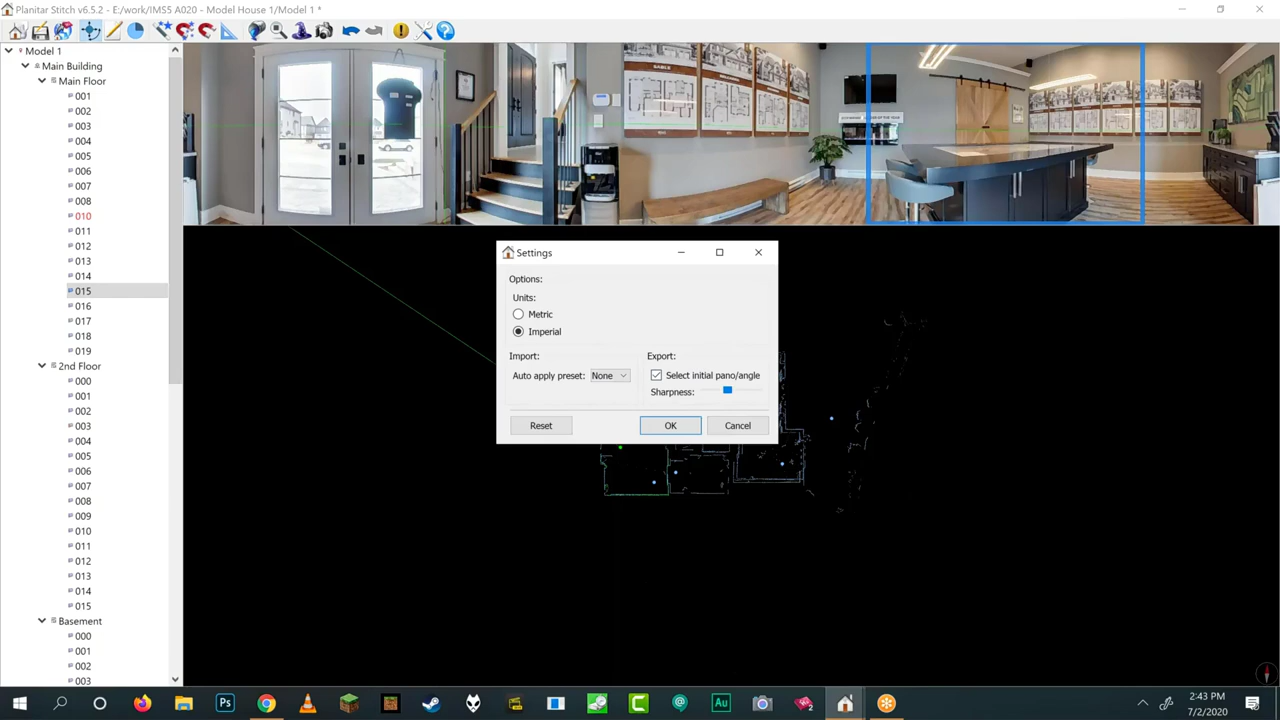 Planitar Stitch v6.5.2 - E:/work/IMS5 A020 - Model House 1/Model 1 *
Model 1
Main Building
Main Floor
001
002
003
004
005
006
007
008
010
011
012
013
014
015
016
017
018
019
2nd Floor
000
001
002
003
004
005
006
007
008
009
010
011
012
013
014
015
Basement
000
001
002
003
Settings
Options:
Units:
Metric
Imperial
Import:
Export:
Auto apply preset:
None
Select initial pano/angle
Sharpness:
Reset
OK
Cancel
Ps
Au
2:43 PM
7/2/2020